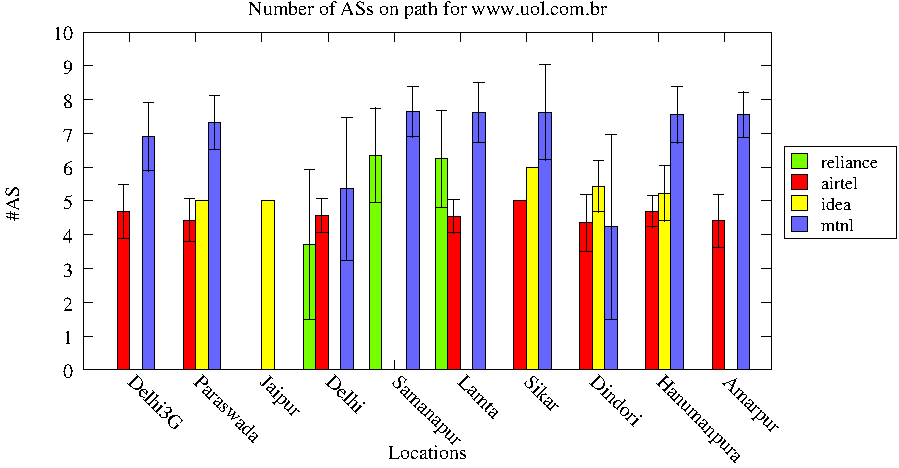 Number of ASs on path for www.uol.com.br
10
9
8
7
6
5
4
3
2
1
0
#AS
reliance
airtel
idea
mtnl
Delhi3G
Paraswada
Jaipur
Delhi
Samanapur
Lamta
Sikar
Dindori
Hanumanpura
Amarpur
Locations